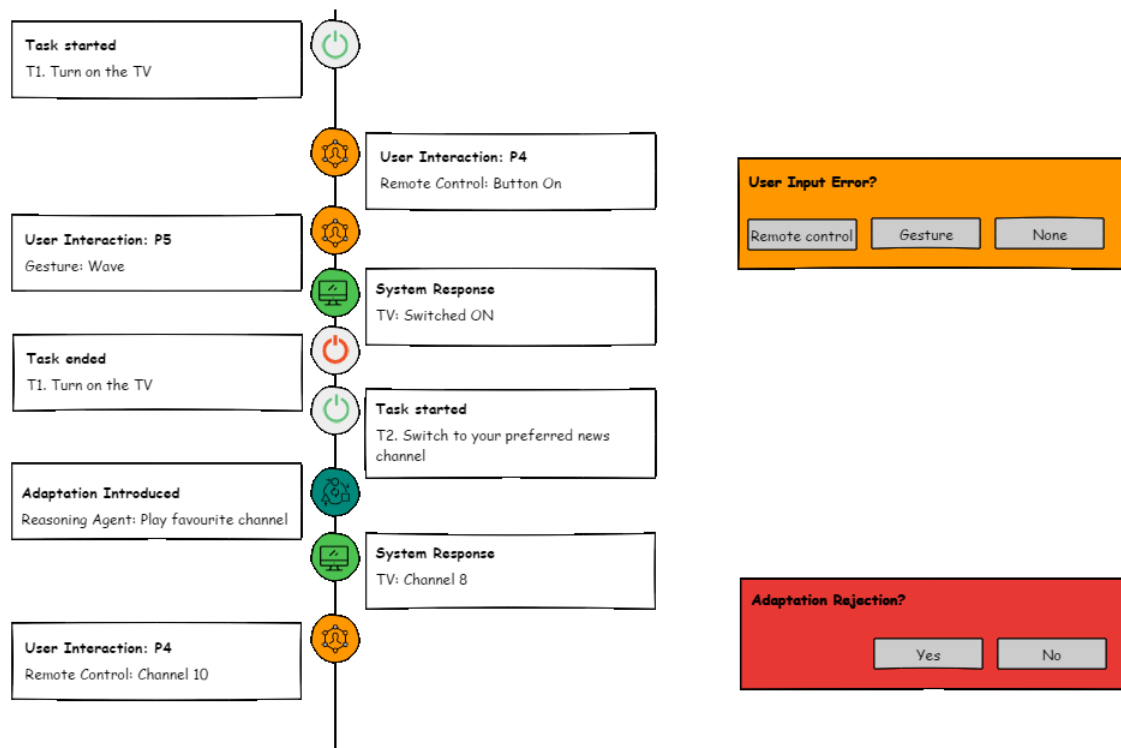 Task started
T1. Turn on the TV
User Interaction: P4
Remote Control: Button On
User Input Error?
Remote control
Gesture
None
User Interaction: P5
Gesture: Wave
System Response
TV: Switched ON
Task ended
T1. Turn on the TV
Task started
T2. Switch to your preferred news
channel
Adaptation Introduced
Reasoning Agent: Play favourite channel
System Response
TV: Channel 8
Adaptation Rejection?
Yes
No
User Interaction: P4
Remote Control: Channel 10